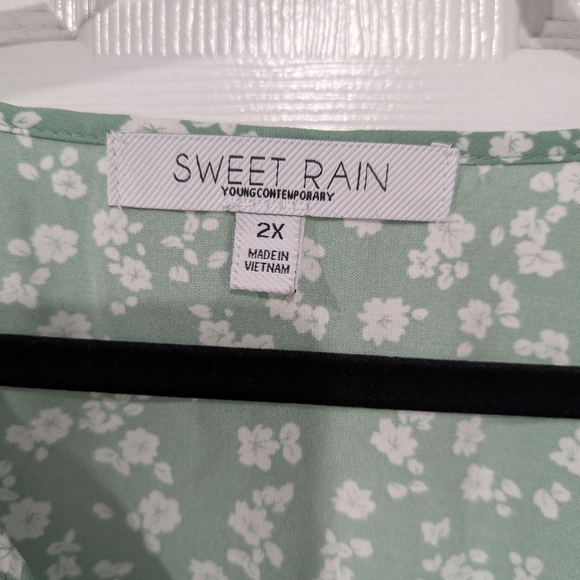 SWEET RAIN
YOUNGCONTEMPORARY
2X
MADE IN
VIETNAM